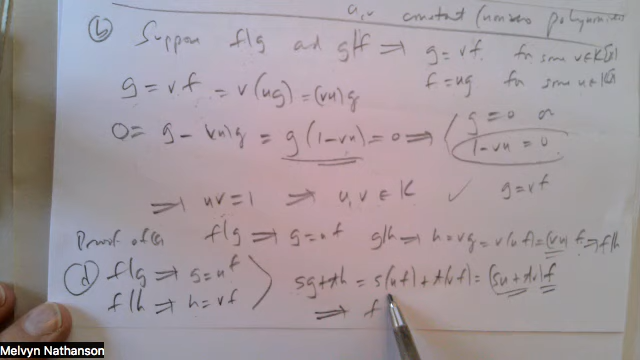 u,v constant (nonzero polynomials)
(b) Suppose f|g and g|f ⟹ g = vf for some v∈K[x]
f = ug for some u∈K[x]
g = vf = v(ug) = (vu)g
0 = g - (vu)g = g(1-vu) = 0 ⟹ g = 0 or
1-vu = 0
⟹ uv = 1 ⟹ u,v ∈ K ✓ g = vf
Proof of (c) f|g ⟹ g = uf g|h ⟹ h = vg = v(uf) = (vu)f ⟹ f|h
(d) f|g ⟹ g = uf
f|h ⟹ h = vf
sg + th = s(uf) + t(vf) = (su + tv)f
⟹ f
Melvyn Nathanson